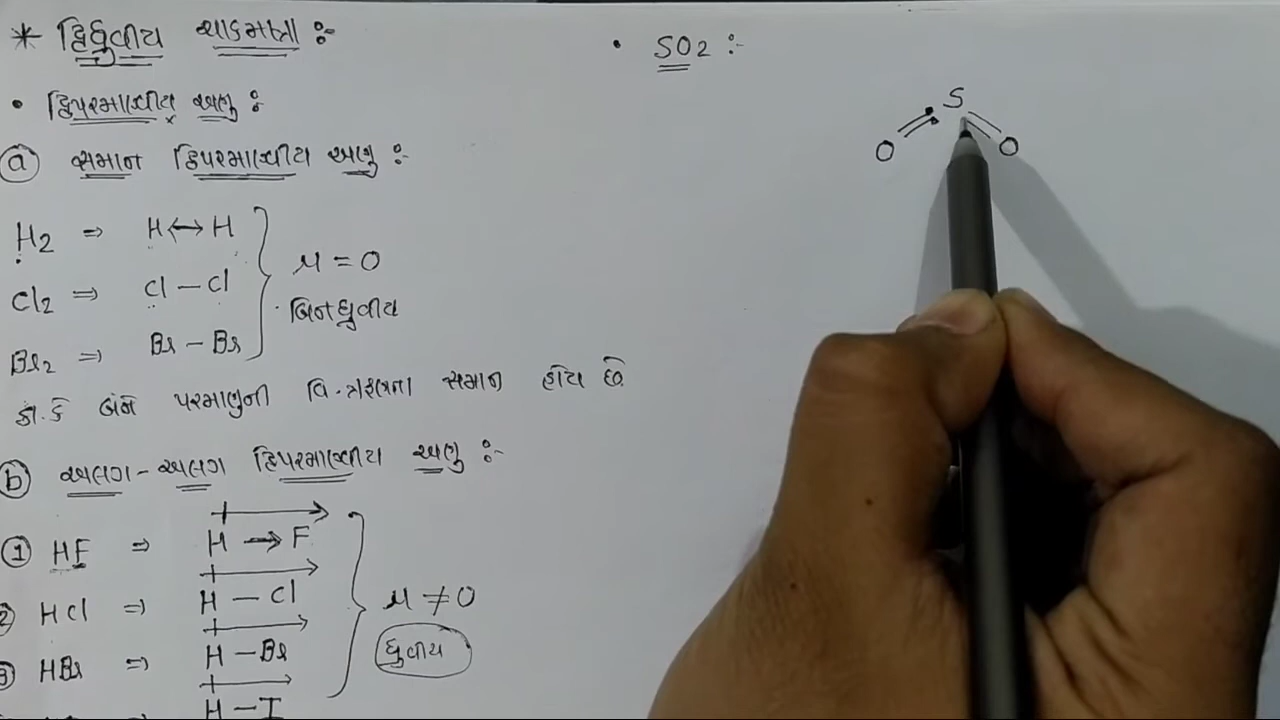 * દ્વિધ્રુવીય ચાકમાત્રા :-
• દ્વિપરમાણ્વીય અણુ :
(a) સમાન દ્વિપરમાણ્વીય અણુ :-
H2 ⇒ H ↔ H
Cl2 ⇒ Cl - Cl
Br2 ⇒ Br - Br
μ = 0
બિનધ્રુવીય
કા.કે બંને પરમાણુની વિ. સમાન હોય છે
(b) અલગ-અલગ દ્વિપરમાણ્વીય અણુ :-
(1) HF ⇒ H → F
(2) HCl ⇒ H - Cl
(3) HBr ⇒ H - Br
H - I
μ ≠ 0
ધ્રુવીય
• SO2 :-
S
O O